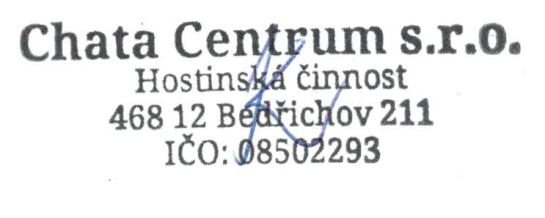 Chata Centrum s.r.o.
Hostinská činnost
468 12 Bedřichov 211
IČO: 08502293